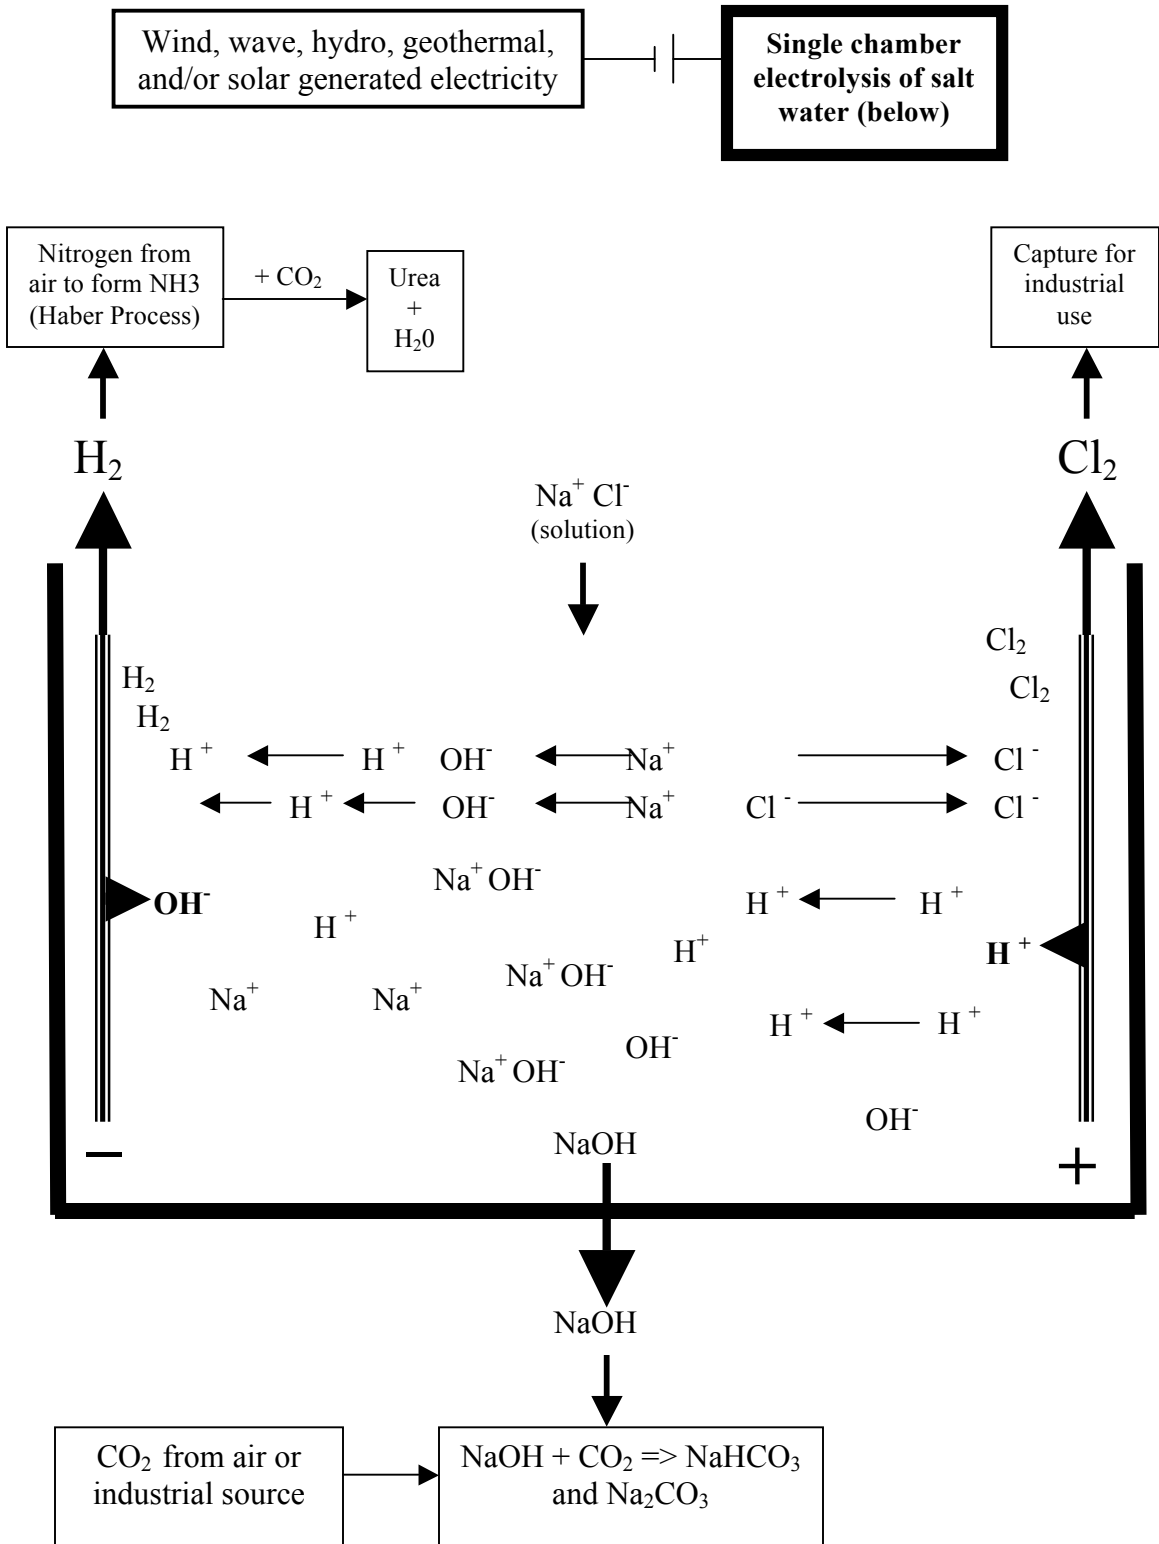 Wind, wave, hydro, geothermal,
and/or solar generated electricity
Single chamber
electrolysis of salt
water (below)
Nitrogen from
air to form NH3
(Haber Process)
+ CO₂
Urea
+
H₂0
Capture for
industrial
use
H₂
Cl₂
Na⁺ Cl⁻
(solution)
H₂
H₂
Cl₂
Cl₂
H⁺ H⁺ OH⁻ Na⁺ Cl⁻
H⁺ OH⁻ Na⁺ Cl⁻ Cl⁻
Na⁺ OH⁻
OH⁻
H⁺ H⁺
H⁺
H⁺
H⁺
Na⁺ OH⁻
Na⁺ Na⁺
H⁺ H⁺
OH⁻
Na⁺ OH⁻
OH⁻
NaOH
−
+
NaOH
CO₂ from air or
industrial source
NaOH + CO₂ => NaHCO₃
and Na₂CO₃